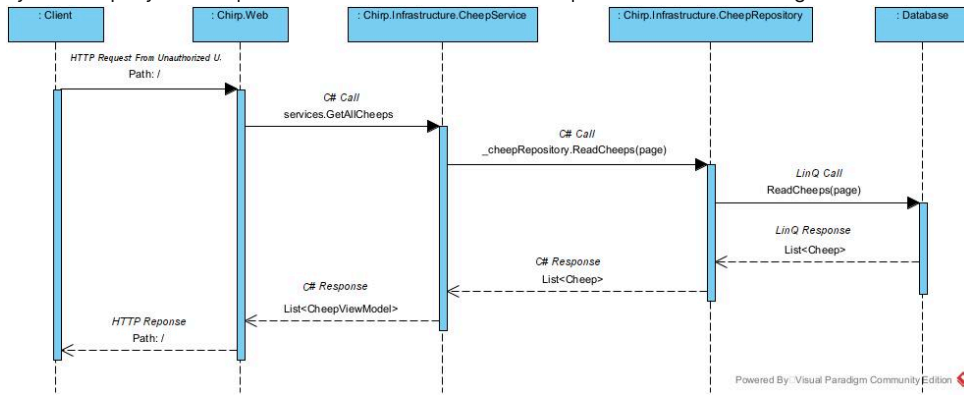 : Client
: Chirp.Web
: Chirp.Infrastructure.CheepService
: Chirp.Infrastructure.CheepRepository
: Database
HTTP Request From Unauthorized U.
Path: /
C# Call
services.GetAllCheeps
C# Call
_cheepRepository.ReadCheeps(page)
LinQ Call
ReadCheeps(page)
LinQ Response
List<Cheep>
C# Response
List<Cheep>
C# Response
List<CheepViewModel>
HTTP Reponse
Path: /
Powered By Visual Paradigm Community Edition